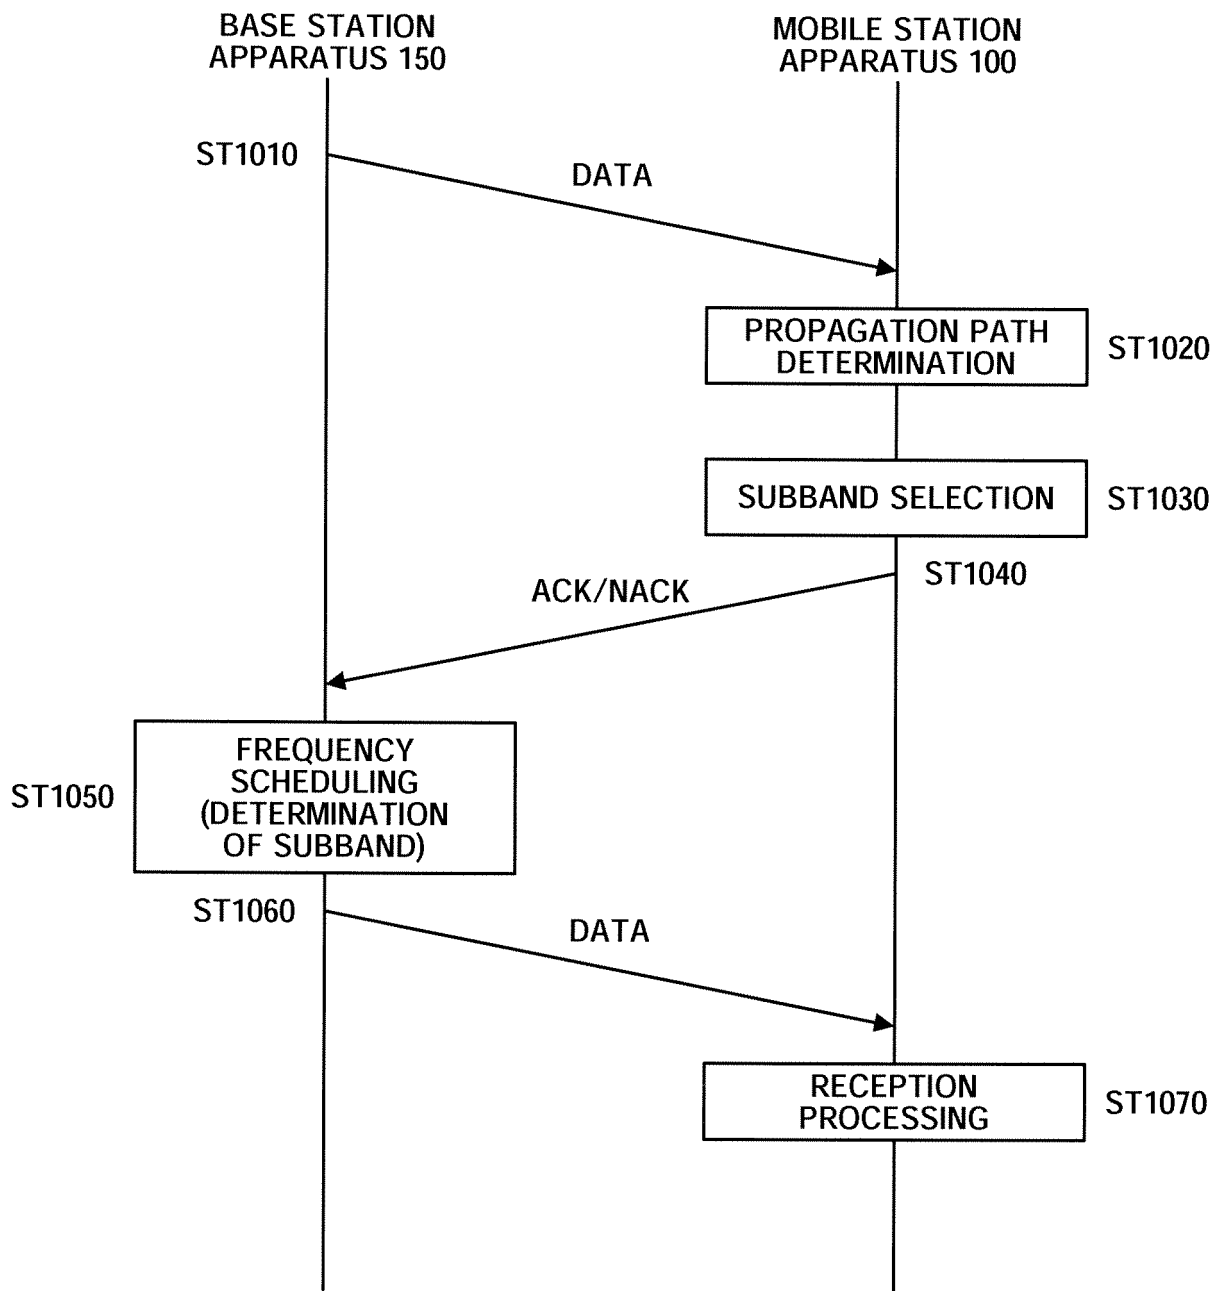 BASE STATION
APPARATUS 150
MOBILE STATION
APPARATUS 100
ST1010
DATA
PROPAGATION PATH
DETERMINATION
ST1020
SUBBAND SELECTION
ST1030
ST1040
ACK/NACK
FREQUENCY
SCHEDULING
(DETERMINATION
OF SUBBAND)
ST1050
ST1060
DATA
RECEPTION
PROCESSING
ST1070